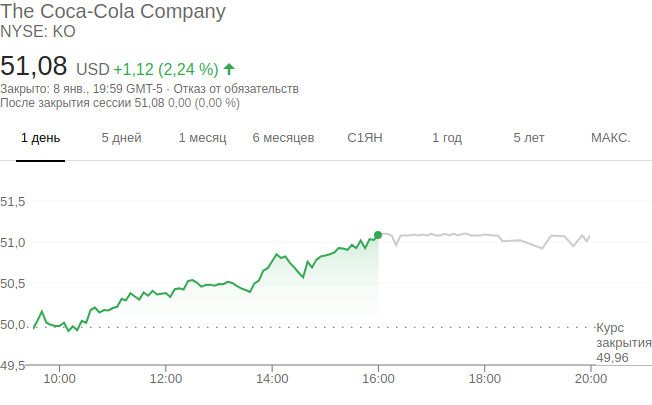 The Coca-Cola Company
NYSE: KO
51,08 USD +1,12 (2,24 %)
Закрыто: 8 янв., 19:59 GMT-5 · Отказ от обязательств
После закрытия сессии 51,08 0,00 (0,00 %)
1 день 5 дней 1 месяц 6 месяцев С1ЯН 1 год 5 лет МАКС.
51,5
51,0
50,5
50,0
Курс
закрытия
49,96
49,5
10:00 12:00 14:00 16:00 18:00 20:00